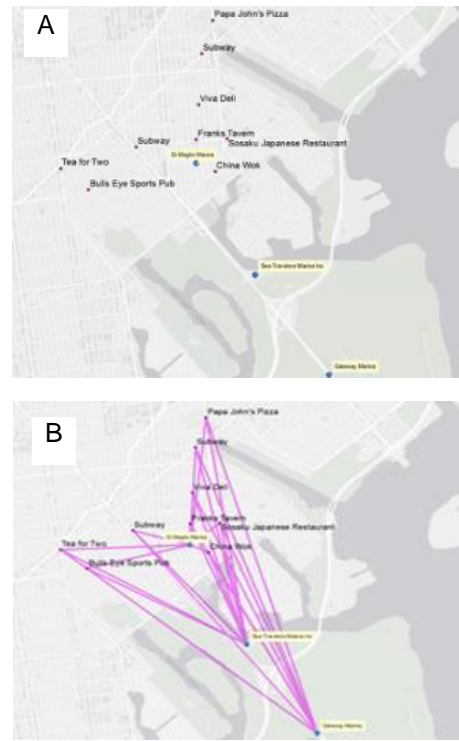 A
Papa John's Pizza
Subway
Viva Deli
Franks Tavern
Subway
Sosaku Japanese Restaurant
Tea for Two
China Wok
Bulls Eye Sports Pub
Sea Travelers Marina Inc
Gateway Marina
B
Papa John's Pizza
Subway
Viva Deli
Franks Tavern
Subway
Sosaku Japanese Restaurant
Tea for Two
China Wok
Bulls Eye Sports Pub
Sea Travelers Marina Inc
Gateway Marina